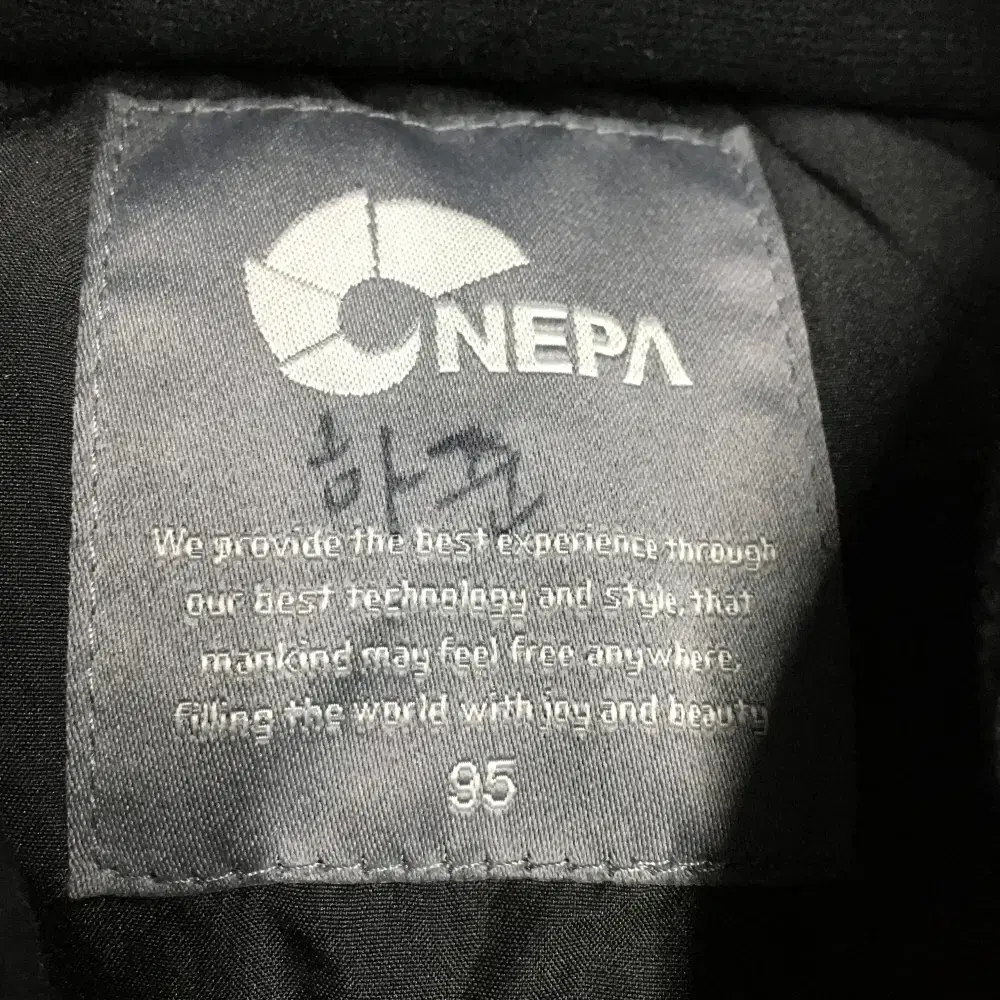 NEPA
We provide the best experience through
our best technology and style, that
mankind may feel free anywhere,
filling the world with joy and beauty
95